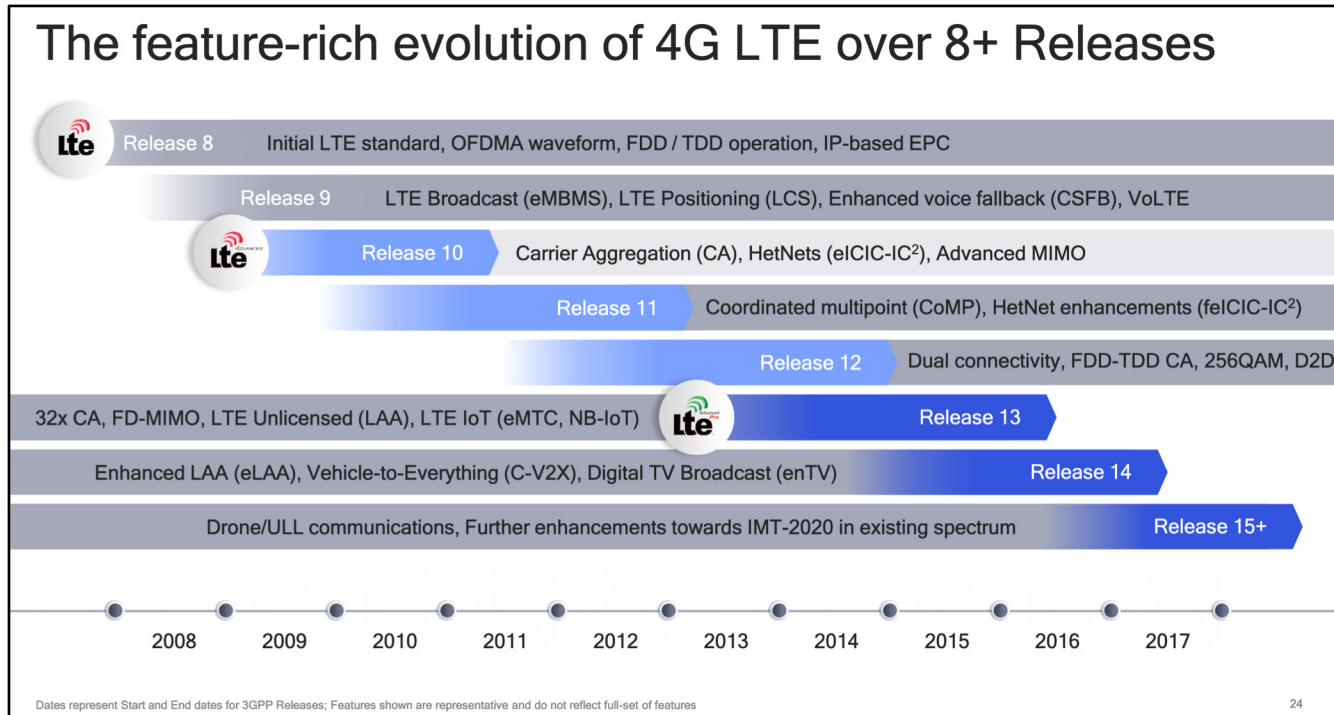 The feature-rich evolution of 4G LTE over 8+ Releases
Lte Release 8 Initial LTE standard, OFDMA waveform, FDD / TDD operation, IP-based EPC
Release 9 LTE Broadcast (eMBMS), LTE Positioning (LCS), Enhanced voice fallback (CSFB), VoLTE
Lte ADVANCED Release 10 Carrier Aggregation (CA), HetNets (eICIC-IC²), Advanced MIMO
Release 11 Coordinated multipoint (CoMP), HetNet enhancements (feICIC-IC²)
Release 12 Dual connectivity, FDD-TDD CA, 256QAM, D2D
32x CA, FD-MIMO, LTE Unlicensed (LAA), LTE IoT (eMTC, NB-IoT) Lte Advanced Pro Release 13
Enhanced LAA (eLAA), Vehicle-to-Everything (C-V2X), Digital TV Broadcast (enTV) Release 14
Drone/ULL communications, Further enhancements towards IMT-2020 in existing spectrum Release 15+
2008 2009 2010 2011 2012 2013 2014 2015 2016 2017
Dates represent Start and End dates for 3GPP Releases; Features shown are representative and do not reflect full-set of features 24